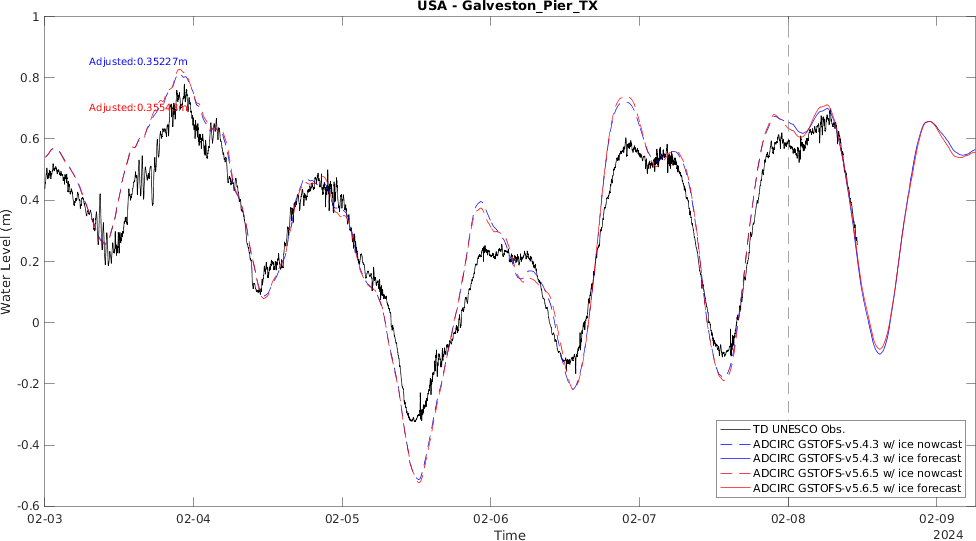 USA - Galveston_Pier_TX
1
0.8
0.6
0.4
0.2
0
-0.2
-0.4
-0.6
Water Level (m)
Adjusted:0.35227m
TD UNESCO Obs.
ADCIRC GSTOFS-v5.4.3 w/ ice nowcast
ADCIRC GSTOFS-v5.4.3 w/ ice forecast
ADCIRC GSTOFS-v5.6.5 w/ ice nowcast
ADCIRC GSTOFS-v5.6.5 w/ ice forecast
02-03 02-04 02-05 02-06 02-07 02-08 02-09
Time
2024